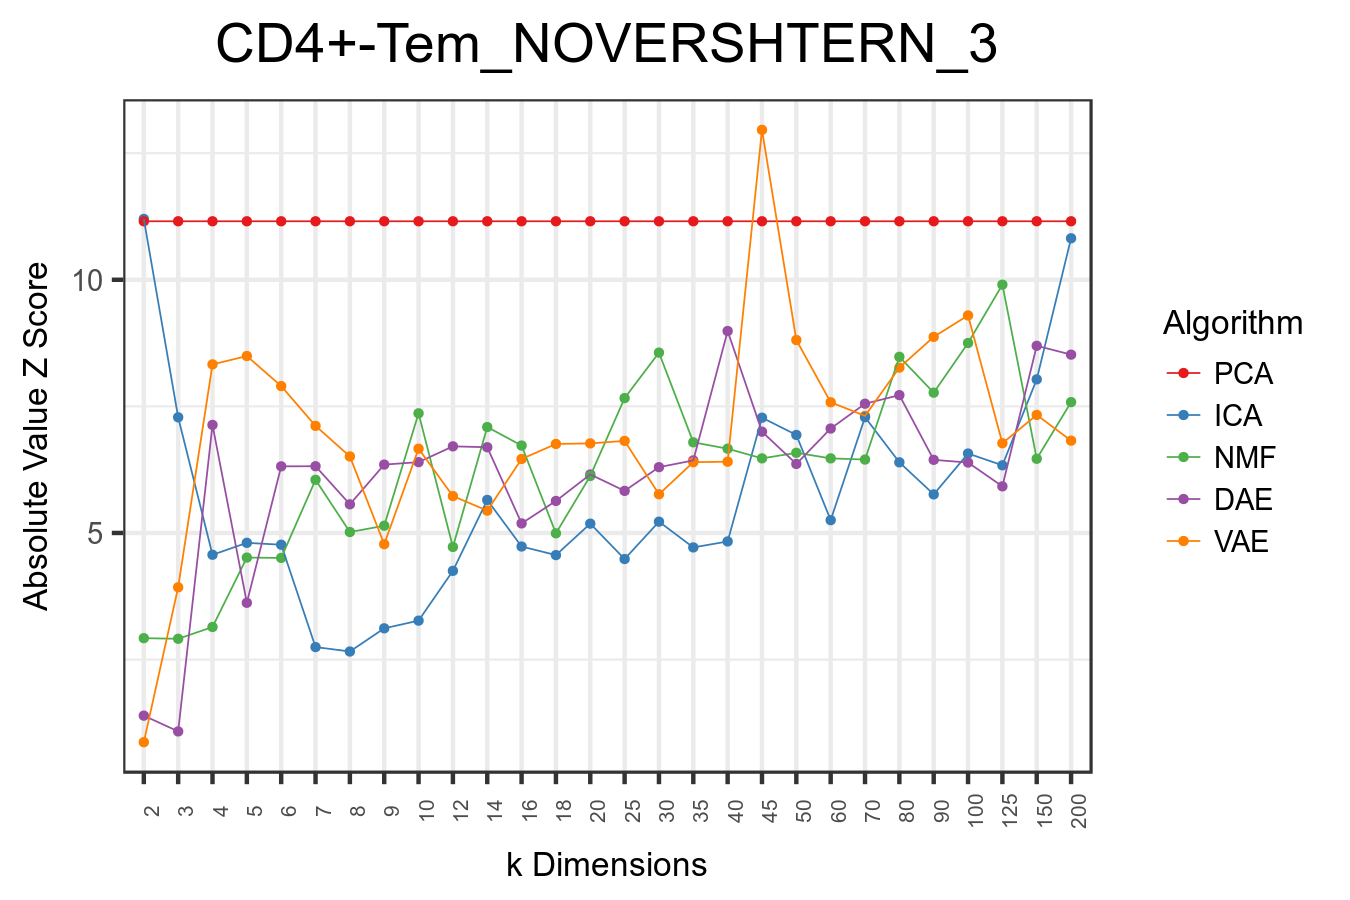 CD4+-Tem_NOVERSHTERN_3
Absolute Value Z Score
10
5
2 3 4 5 6 7 8 9 10 12 14 16 18 20 25 30 35 40 45 50 60 70 80 90 100 125 150 200
k Dimensions
Algorithm
PCA
ICA
NMF
DAE
VAE